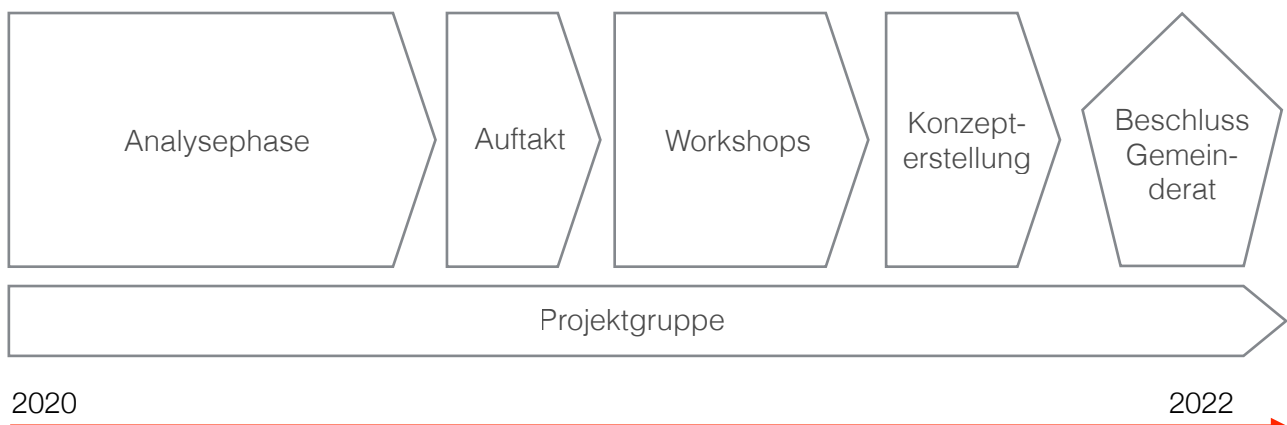 Analysephase
Auftakt
Workshops
Konzept-
erstellung
Beschluss
Gemein-
derat
Projektgruppe
2020
2022